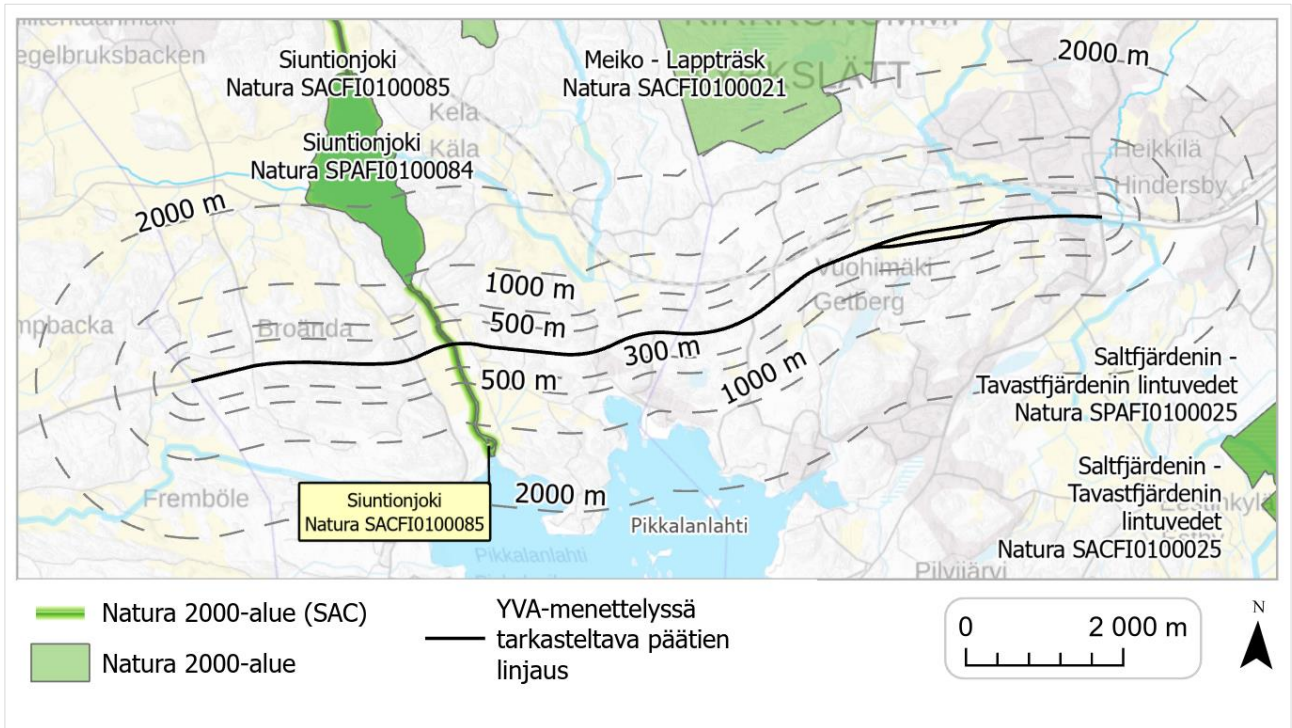 KIRKKONUMMI
KYRKSLÄTT
egelbruksbacken
Siuntionjoki
Natura SACFI0100085
Meiko - Lappträsk
Natura SACFI0100021
2000 m
Kela
Käla
Siuntionjoki
Natura SPAFI0100084
Heikkilä
Hindersby
2000 m
1000 m
500 m
Vuohimäki
Getberg
mpbacka
Broända
300 m
500 m
1000 m
Saltfjärdenin -
Tavastfjärdenin lintuvedet
Natura SPAFI0100025
Saltfjärdenin -
Tavastfjärdenin
lintuvedet
Natura SACFI0100025
Fremböle
Siuntionjoki
Natura SACFI0100085
2000 m
Pikkalanlahti
Pikkalanlahti
Pilvijärvi
Natura 2000-alue (SAC)
Natura 2000-alue
YVA-menettelyssä
tarkasteltava päätien
linjaus
0 2 000 m
N